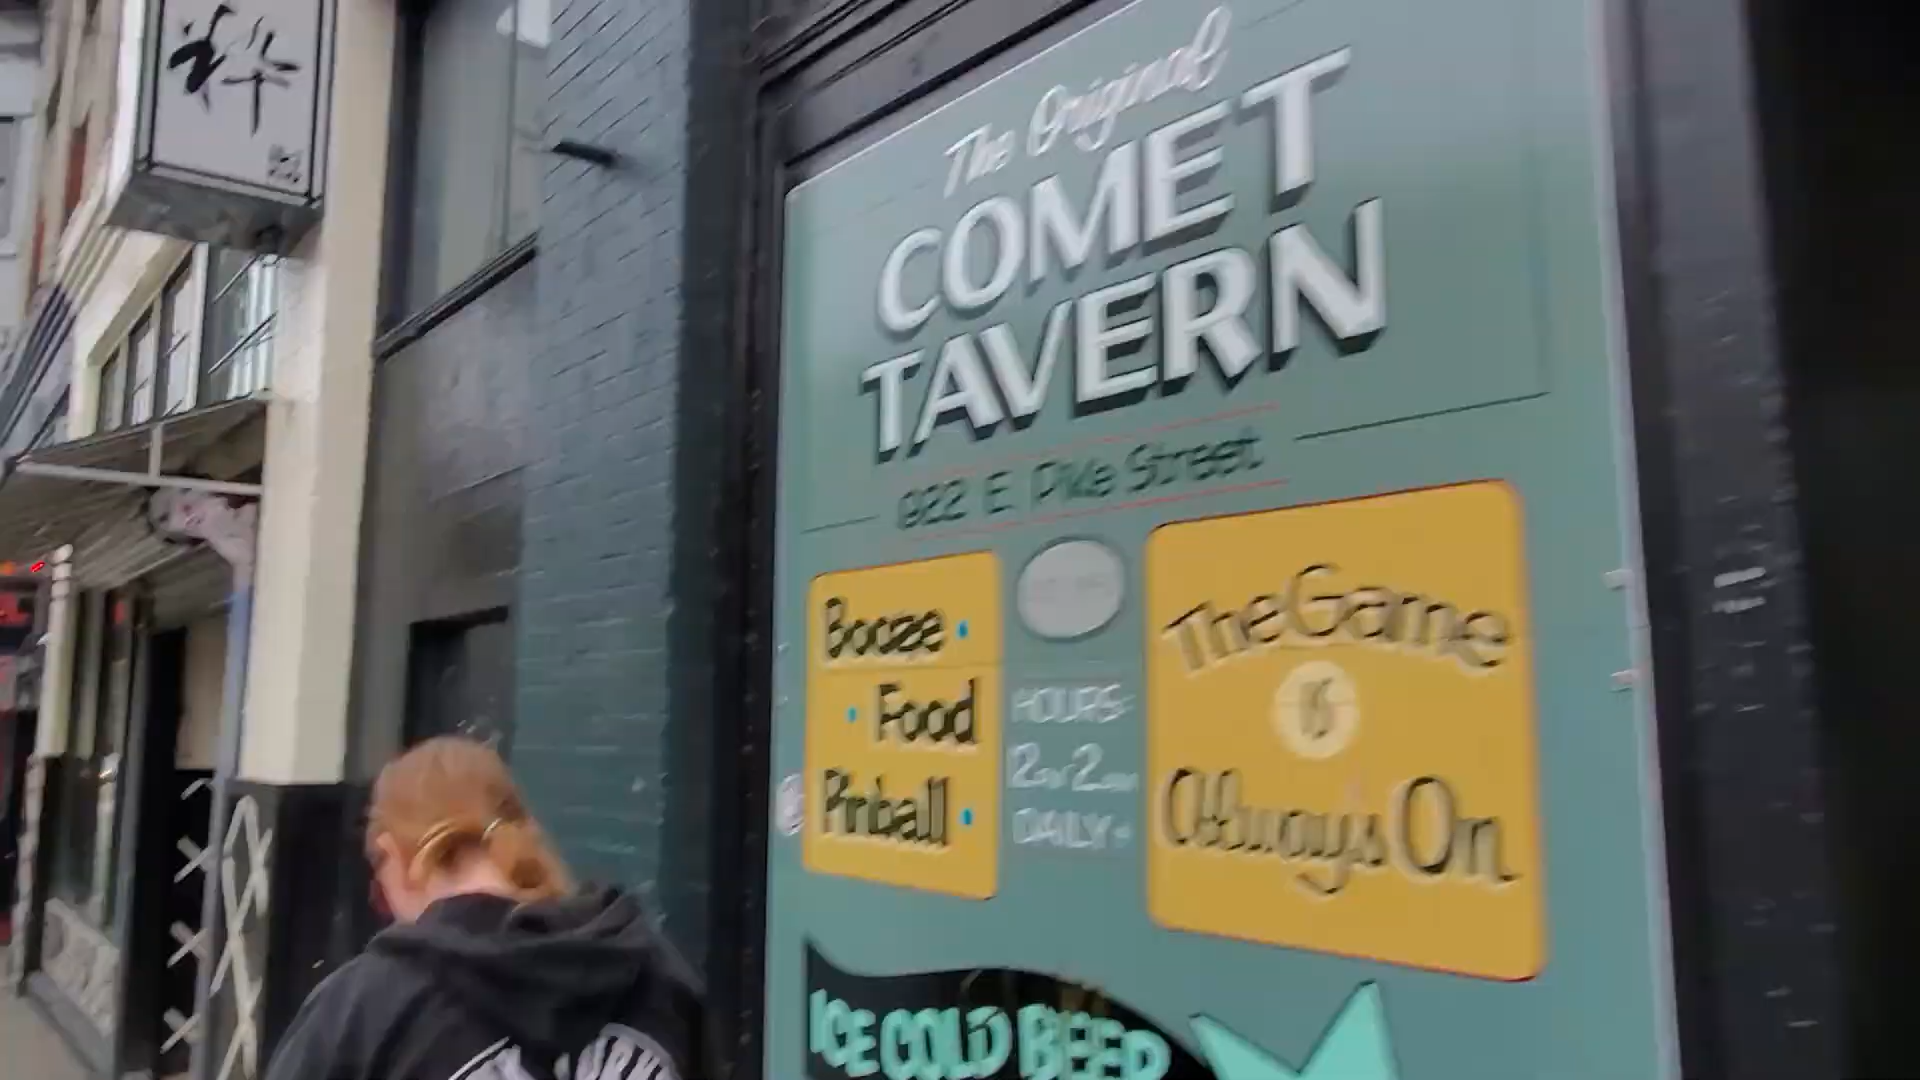 粋
The Original
COMET
TAVERN
922 E. Pike Street
Booze
Food
Pinball
HOURS:
2pm-2am
DAILY
The Game
IS
Always On
ICE COLD BEER